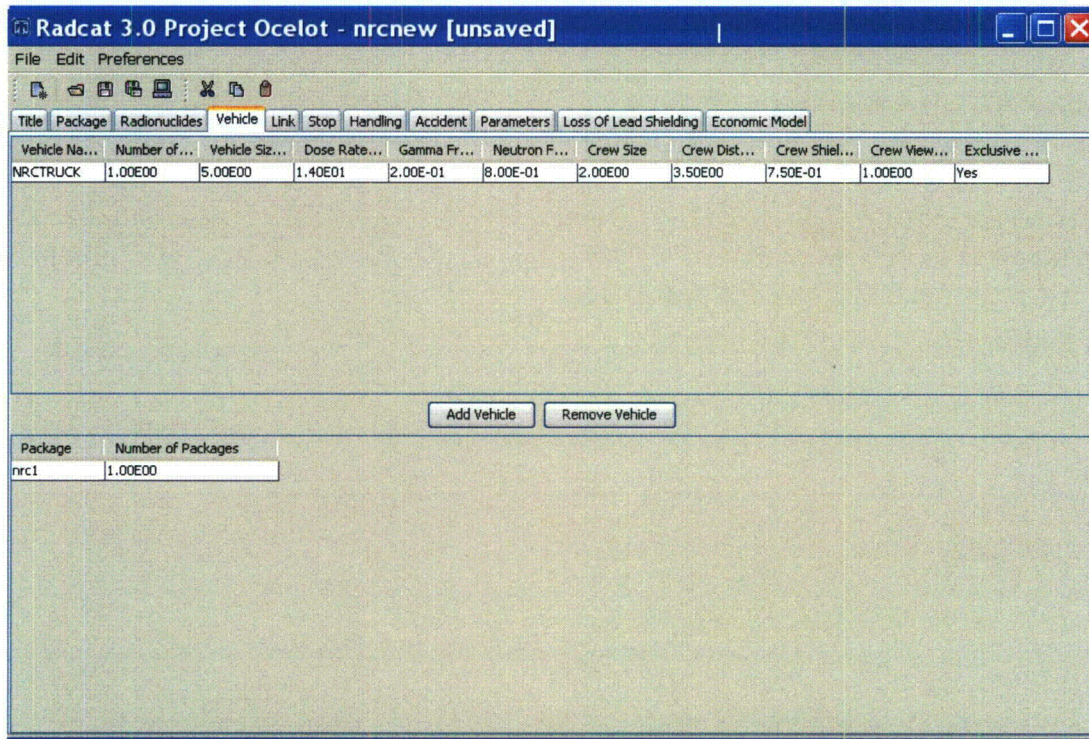 Radcat 3.0 Project Ocelot - nrcnew [unsaved]
File Edit Preferences
Title Package Radionuclides Vehicle Link Stop Handling Accident Parameters Loss Of Lead Shielding Economic Model
Vehicle Na... Number of... Vehicle Siz... Dose Rate... Gamma Fr... Neutron F... Crew Size Crew Dist... Crew Shiel... Crew View... Exclusive ...
NRCTRUCK 1.00E00 5.00E00 1.40E01 2.00E-01 8.00E-01 2.00E00 3.50E00 7.50E-01 1.00E00 Yes
Add Vehicle Remove Vehicle
Package Number of Packages
nrc1 1.00E00